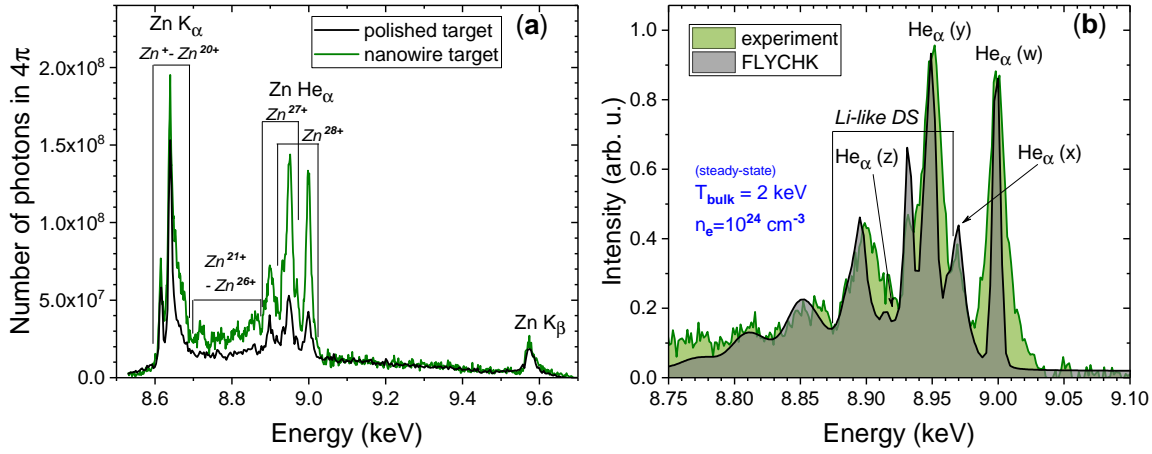 (a)
polished target
nanowire target
Zn Kα
Zn⁺- Zn²⁰⁺
Zn Heα
Zn²⁷⁺
Zn²⁸⁺
Zn²¹⁺
- Zn²⁶⁺
Zn Kβ
Number of photons in 4π
2.0x10⁸
1.5x10⁸
1.0x10⁸
5.0x10⁷
0.0
8.6 8.8 9.0 9.2 9.4 9.6
Energy (keV)
(b)
experiment
FLYCHK
Heα (y)
Heα (w)
Li-like DS
Heα (z)
Heα (x)
(steady-state)
T_bulk = 2 keV
nₑ=10²⁴ cm⁻³
Intensity (arb. u.)
1.0
0.8
0.6
0.4
0.2
0.0
8.75 8.80 8.85 8.90 8.95 9.00 9.05 9.10
Energy (keV)